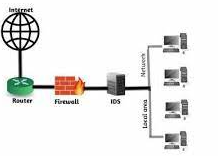 Internet
Router
Firewall
IDS
Network
Local area